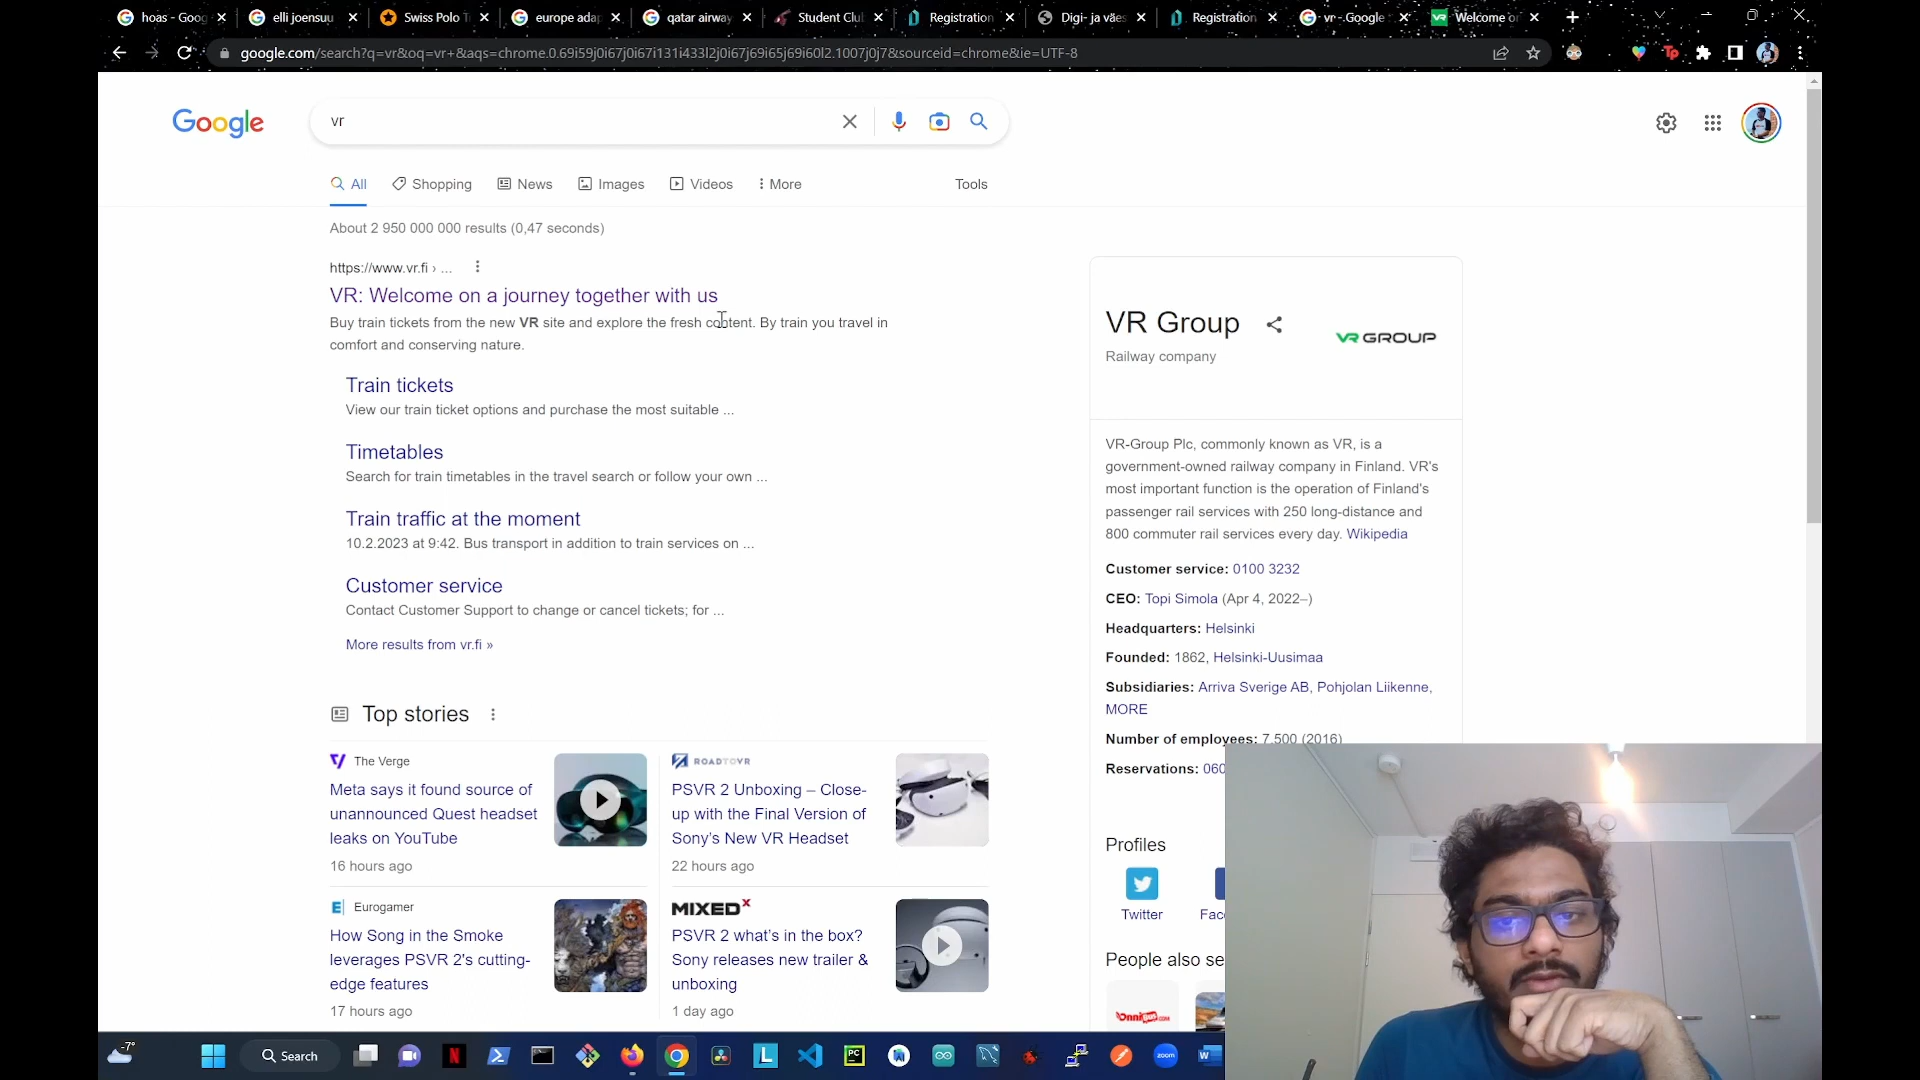 hoas - Goog
elli joensuu
Swiss Polo T
europe adap
qatar airway
Student Clu
Registration
Digi- ja väes
Registration
vr - Google
Welcome on
google.com/search?q=vr&oq=vr+&aqs=chrome.0.69i59j0i67j0i67i131i433l2j0i67j69i65j69i60l2.1007j0j7&sourceid=chrome&ie=UTF-8
Google
vr
All
Shopping
News
Images
Videos
More
Tools
About 2 950 000 000 results (0,47 seconds)
https://www.vr.fi › ...
VR: Welcome on a journey together with us
Buy train tickets from the new VR site and explore the fresh content. By train you travel in
comfort and conserving nature.
Train tickets
View our train ticket options and purchase the most suitable ...
Timetables
Search for train timetables in the travel search or follow your own ...
Train traffic at the moment
10.2.2023 at 9:42. Bus transport in addition to train services on ...
Customer service
Contact Customer Support to change or cancel tickets; for ...
More results from vr.fi »
Top stories
The Verge
Meta says it found source of
unannounced Quest headset
leaks on YouTube
16 hours ago
ROADTOVR
PSVR 2 Unboxing – Close-
up with the Final Version of
Sony's New VR Headset
22 hours ago
Eurogamer
How Song in the Smoke
leverages PSVR 2's cutting-
edge features
17 hours ago
MIXED
PSVR 2 what's in the box?
Sony releases new trailer &
unboxing
1 day ago
VR Group
Railway company
VR GROUP
VR-Group Plc, commonly known as VR, is a
government-owned railway company in Finland. VR's
most important function is the operation of Finland's
passenger rail services with 250 long-distance and
800 commuter rail services every day. Wikipedia
Customer service: 0100 3232
CEO: Topi Simola (Apr 4, 2022–)
Headquarters: Helsinki
Founded: 1862, Helsinki-Uusimaa
Subsidiaries: Arriva Sverige AB, Pohjolan Liikenne,
MORE
Number of employees: 7,500 (2016)
Reservations: 060
Profiles
Twitter
Fac
People also se
onnibus.com
-7°
Search
zoom